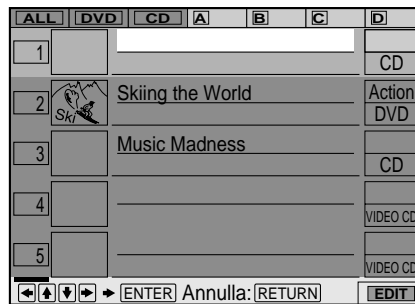 ALL DVD CD A B C D
1
CD
2 Ski Skiing the World Action
DVD
3 Music Madness
CD
4
VIDEO CD
5
VIDEO CD
ENTER Annulla: RETURN EDIT